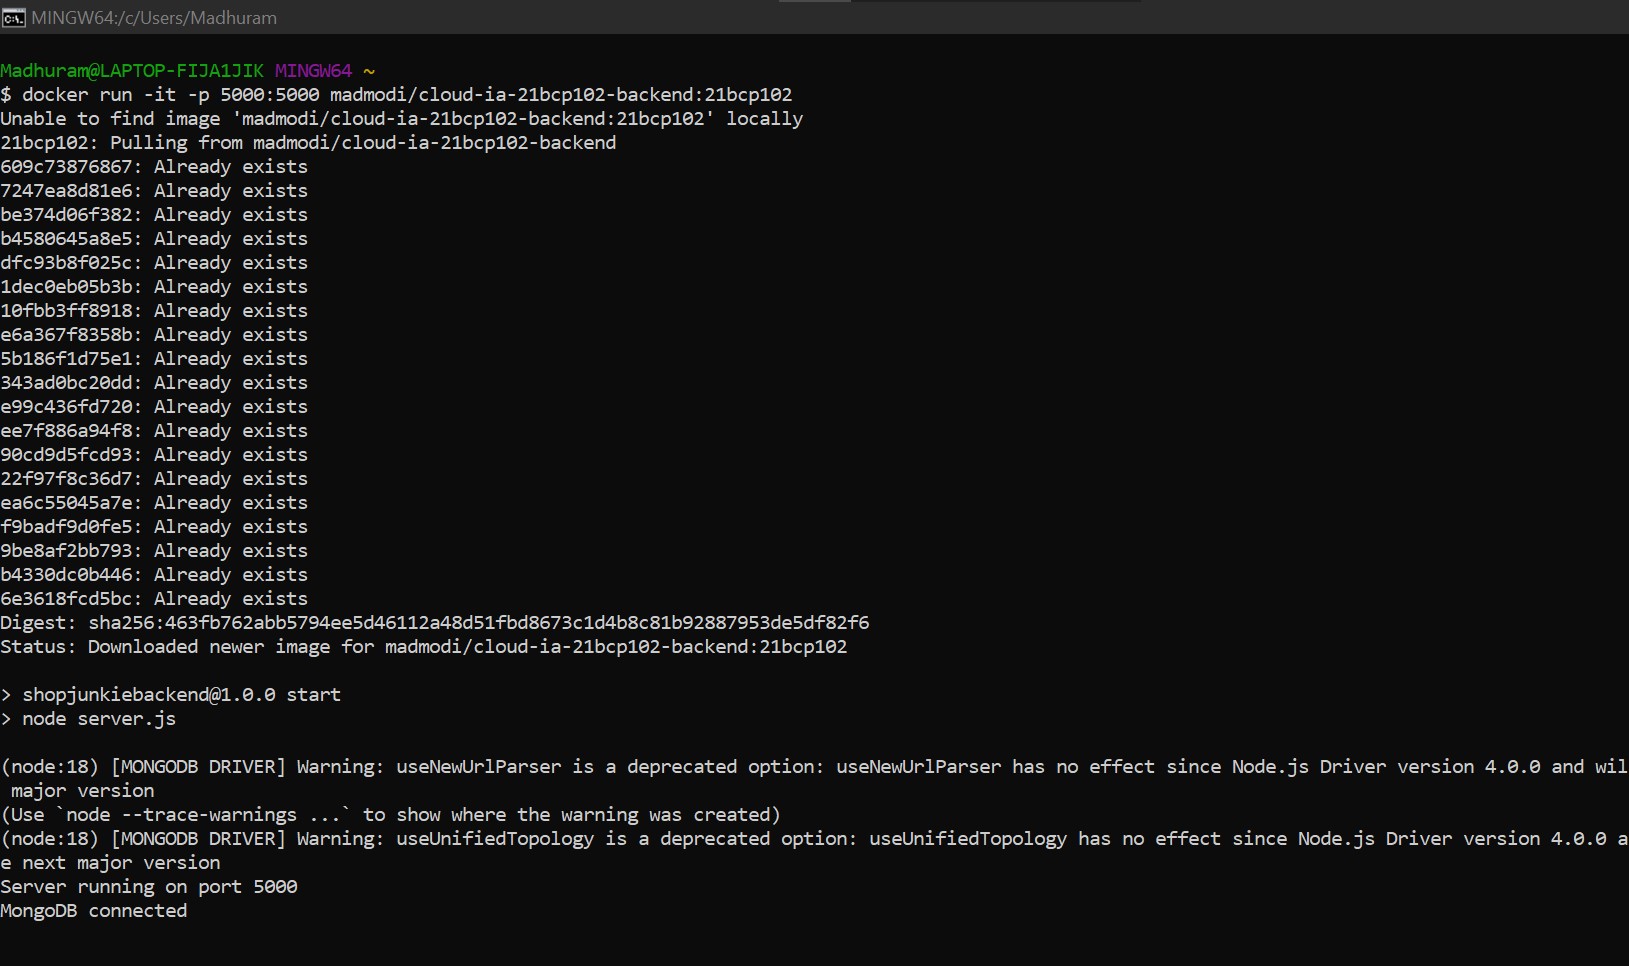 MINGW64:/c/Users/Madhuram
Madhuram@LAPTOP-FIJA1JIK MINGW64 ~
$ docker run -it -p 5000:5000 madmodi/cloud-ia-21bcp102-backend:21bcp102
Unable to find image 'madmodi/cloud-ia-21bcp102-backend:21bcp102' locally
21bcp102: Pulling from madmodi/cloud-ia-21bcp102-backend
609c73876867: Already exists
7247ea8d81e6: Already exists
be374d06f382: Already exists
b4580645a8e5: Already exists
dfc93b8f025c: Already exists
1dec0eb05b3b: Already exists
10fbb3ff8918: Already exists
e6a367f8358b: Already exists
5b186f1d75e1: Already exists
343ad0bc20dd: Already exists
e99c436fd720: Already exists
ee7f886a94f8: Already exists
90cd9d5fcd93: Already exists
22f97f8c36d7: Already exists
ea6c55045a7e: Already exists
f9badf9d0fe5: Already exists
9be8af2bb793: Already exists
b4330dc0b446: Already exists
6e3618fcd5bc: Already exists
Digest: sha256:463fb762abb5794ee5d46112a48d51fbd8673c1d4b8c81b92887953de5df82f6
Status: Downloaded newer image for madmodi/cloud-ia-21bcp102-backend:21bcp102
> shopjunkiebackend@1.0.0 start
> node server.js
(node:18) [MONGODB DRIVER] Warning: useNewUrlParser is a deprecated option: useNewUrlParser has no effect since Node.js Driver version 4.0.0 and wil
major version
(Use `node --trace-warnings ...` to show where the warning was created)
(node:18) [MONGODB DRIVER] Warning: useUnifiedTopology is a deprecated option: useUnifiedTopology has no effect since Node.js Driver version 4.0.0 a
e next major version
Server running on port 5000
MongoDB connected